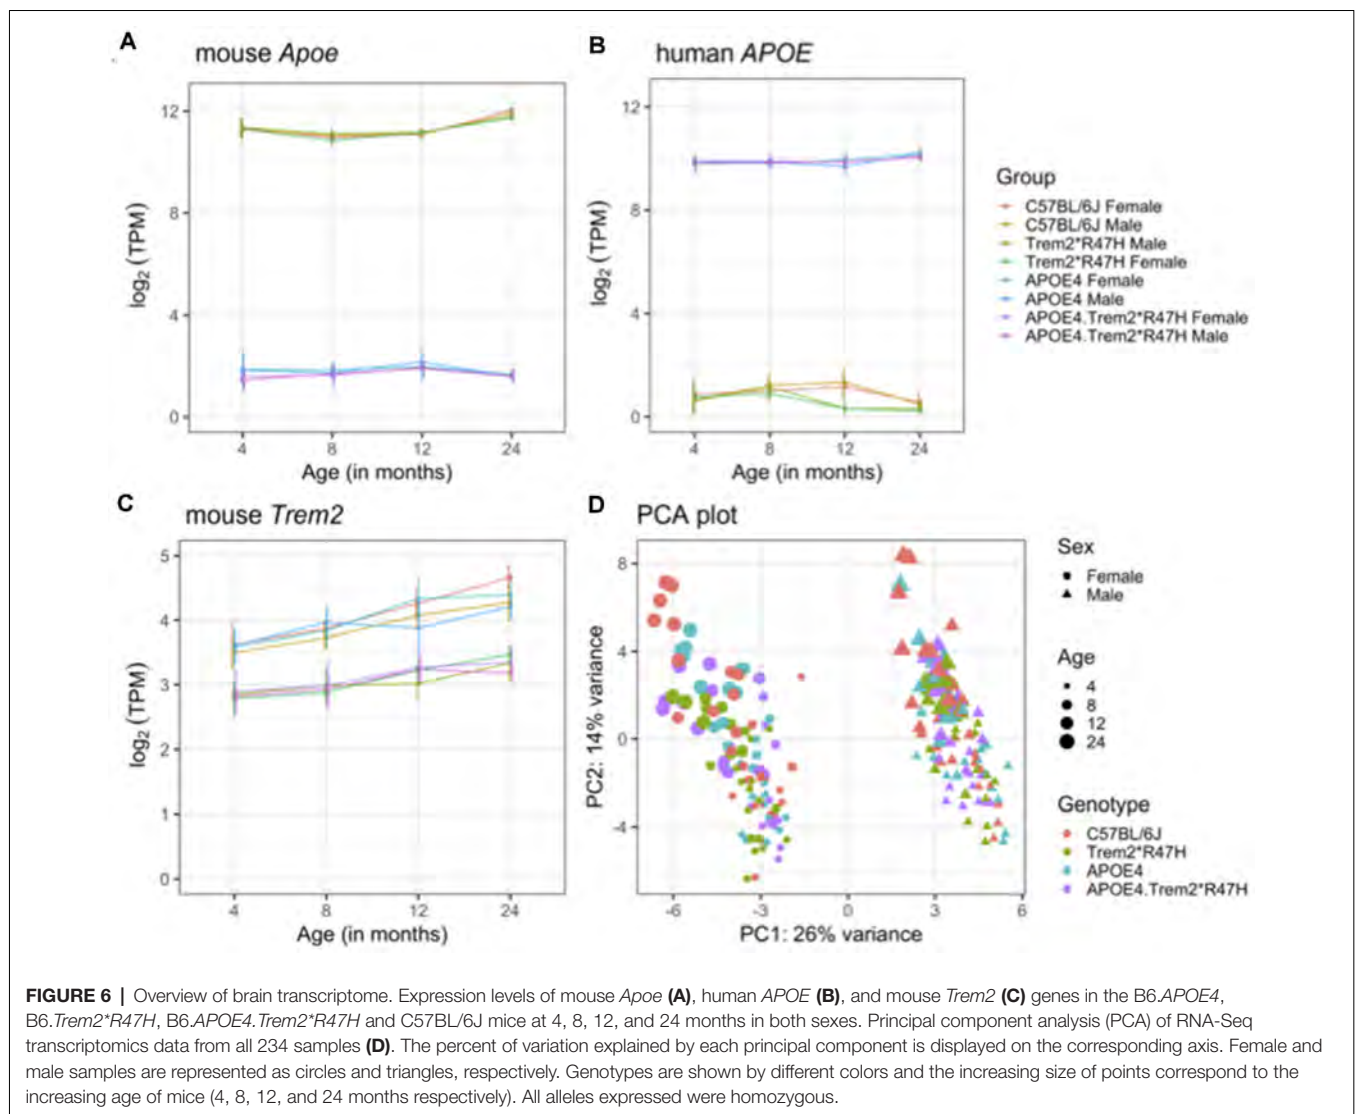 A
mouse Apoe
12
8
4
0
log2 (TPM)
4 8 12 24
Age (in months)
B
human APOE
12
8
4
0
log2 (TPM)
4 8 12 24
Age (in months)
Group
C57BL/6J Female
C57BL/6J Male
Trem2*R47H Male
Trem2*R47H Female
APOE4 Female
APOE4 Male
APOE4.Trem2*R47H Female
APOE4.Trem2*R47H Male
C
mouse Trem2
5
4
3
2
1
0
log2 (TPM)
4 8 12 24
Age (in months)
D
PCA plot
8
4
0
-4
PC2: 14% variance
-6 -3 0 3 6
PC1: 26% variance
Sex
Female
Male
Age
4
8
12
24
Genotype
C57BL/6J
Trem2*R47H
APOE4
APOE4.Trem2*R47H
FIGURE 6 | Overview of brain transcriptome. Expression levels of mouse Apoe (A), human APOE (B), and mouse Trem2 (C) genes in the B6.APOE4,
B6.Trem2*R47H, B6.APOE4.Trem2*R47H and C57BL/6J mice at 4, 8, 12, and 24 months in both sexes. Principal component analysis (PCA) of RNA-Seq
transcriptomics data from all 234 samples (D). The percent of variation explained by each principal component is displayed on the corresponding axis. Female and
male samples are represented as circles and triangles, respectively. Genotypes are shown by different colors and the increasing size of points correspond to the
increasing age of mice (4, 8, 12, and 24 months respectively). All alleles expressed were homozygous.